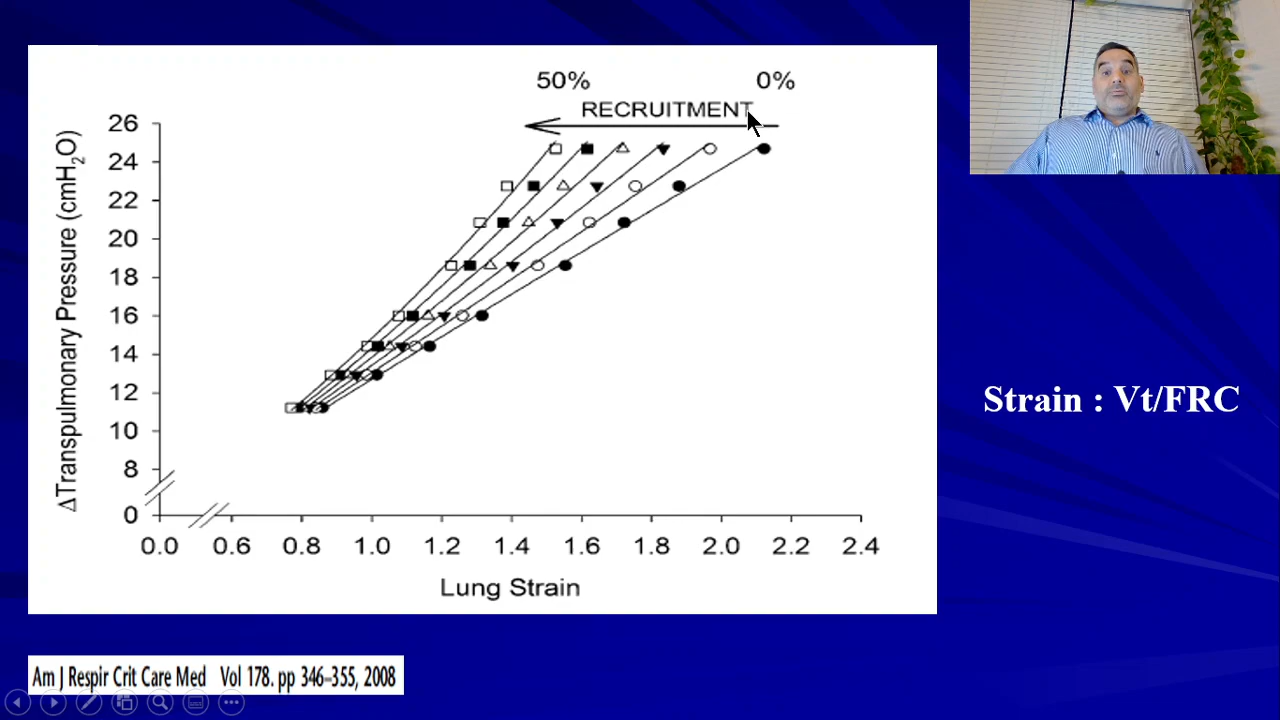 50% 0%
RECRUITMENT
26
24
22
20
18
16
14
12
10
8
0
ΔTranspulmonary Pressure (cmH2O)
0.0 0.6 0.8 1.0 1.2 1.4 1.6 1.8 2.0 2.2 2.4
Lung Strain
Strain : Vt/FRC
Am J Respir Crit Care Med Vol 178. pp 346–355, 2008